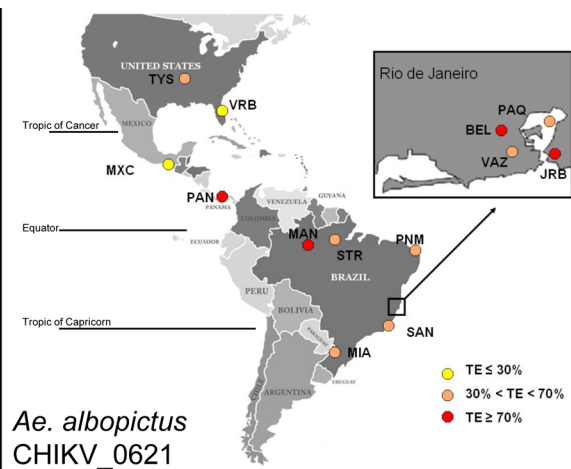 UNITED STATES
TYS
VRB
Tropic of Cancer
MEXICO
MXC
PAN
PANAMA
VENEZUELA
GUYANA
COLOMBIA
Equator
ECUADOR
MAN
STR
PNM
BRAZIL
PERU
BOLIVIA
Tropic of Capricorn
PARAGUAY
SAN
MIA
CHILE
ARGENTINA
URUGUAY
Rio de Janeiro
PAQ
BEL
VAZ
JRB
TE ≤ 30%
30% < TE < 70%
TE ≥ 70%
Ae. albopictus
CHIKV_0621